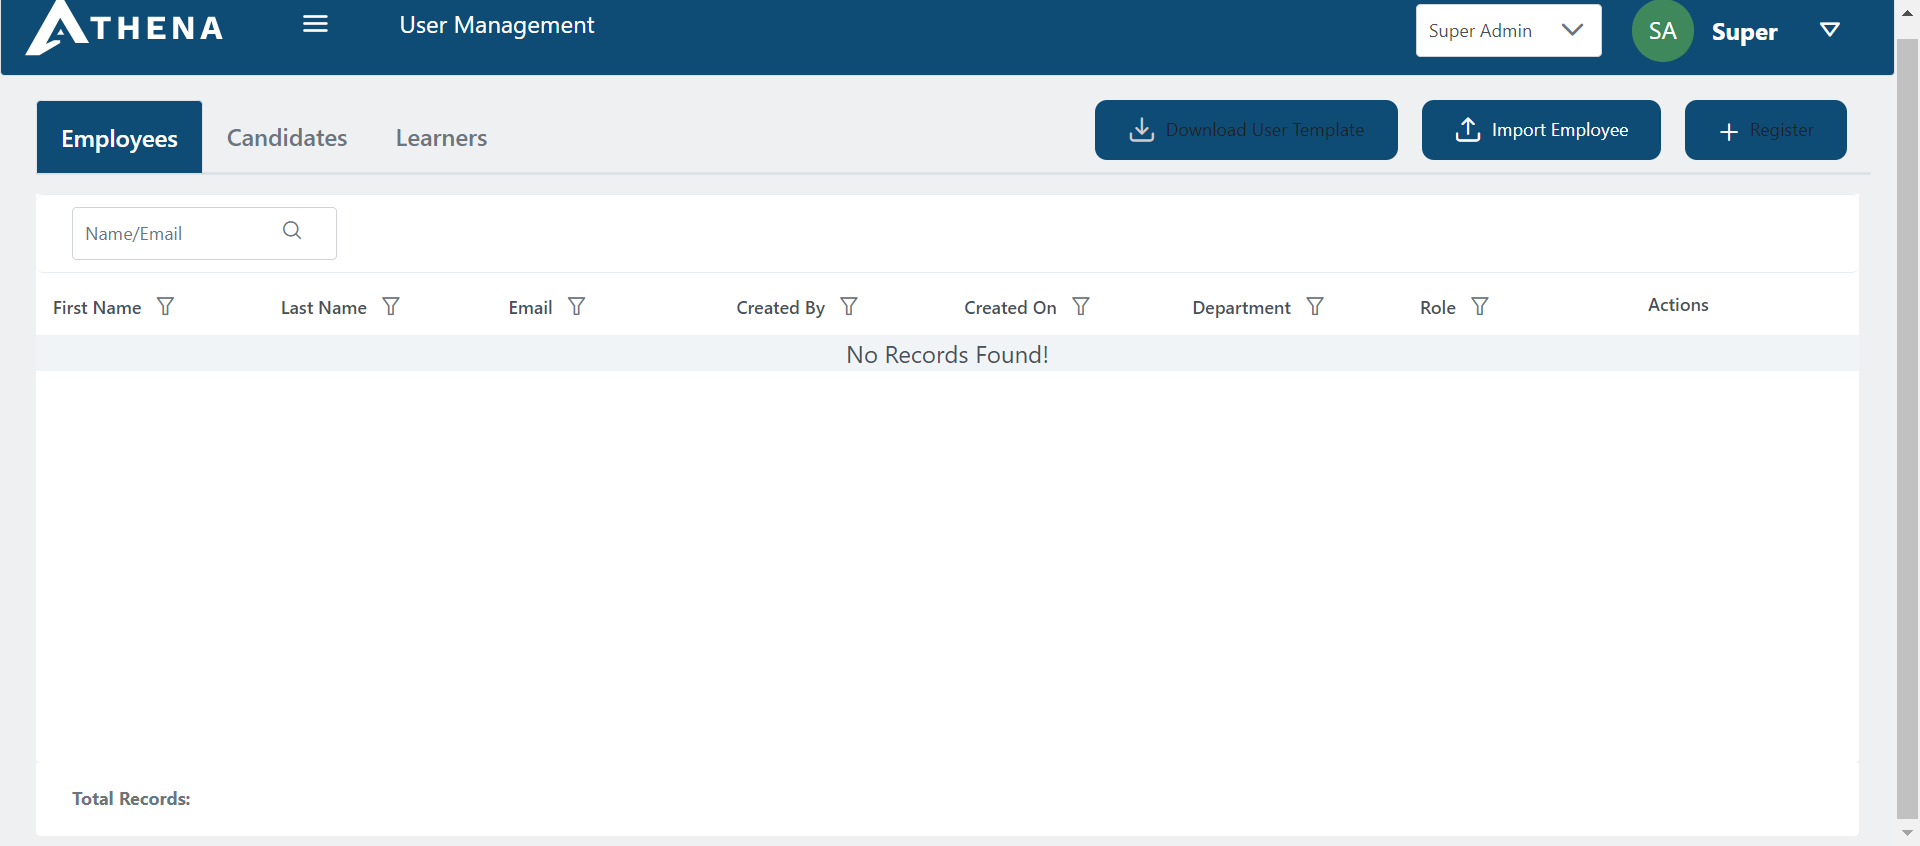 ATHENA
User Management
Super Admin
SA
Super
Employees
Candidates
Learners
Download User Template
Import Employee
Register
Name/Email
First Name
Last Name
Email
Created By
Created On
Department
Role
Actions
No Records Found!
Total Records: